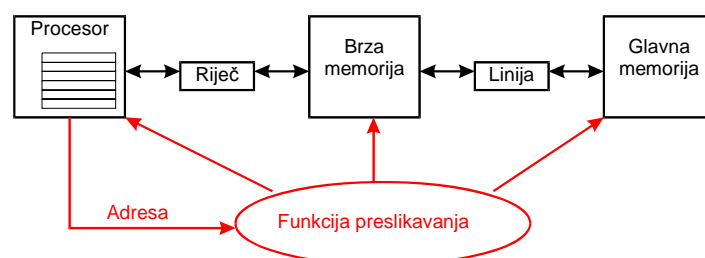 Procesor
Riječ
Brza
memorija
Linija
Glavna
memorija
Adresa
Funkcija preslikavanja